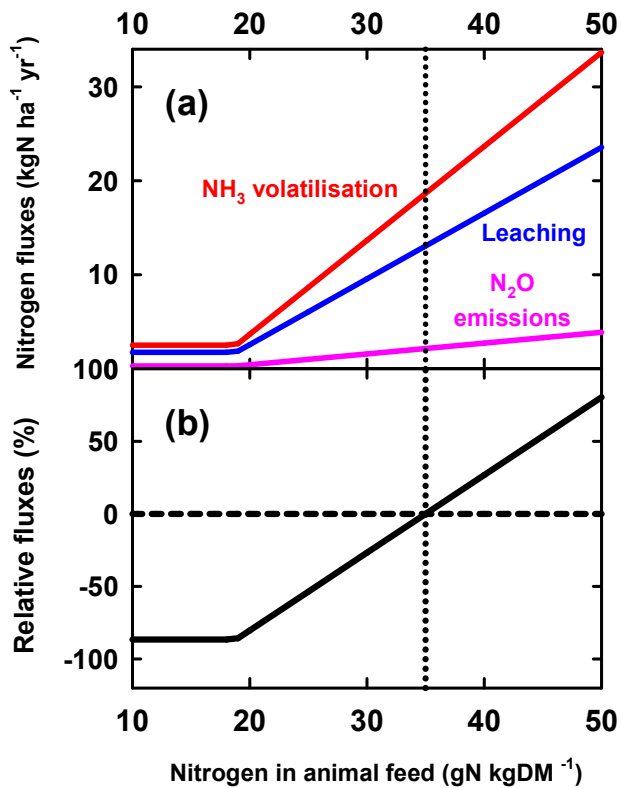 10 20 30 40 50
Nitrogen fluxes (kgN ha⁻¹ yr⁻¹)
30
20
10
(a)
NH₃ volatilisation
Leaching
N₂O
emissions
Relative fluxes (%)
100
50
0
-50
-100
(b)
10 20 30 40 50
Nitrogen in animal feed (gN kgDM ⁻¹)